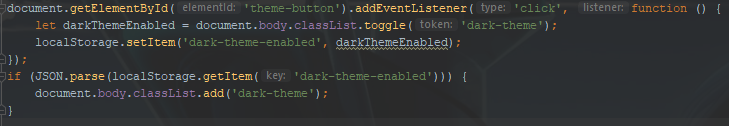 document.getElementById( elementId: 'theme-button').addEventListener( type: 'click', listener: function () {
    let darkThemeEnabled = document.body.classList.toggle( token: 'dark-theme');
    localStorage.setItem('dark-theme-enabled', darkThemeEnabled);
});
if (JSON.parse(localStorage.getItem( key: 'dark-theme-enabled'))) {
    document.body.classList.add('dark-theme');
}